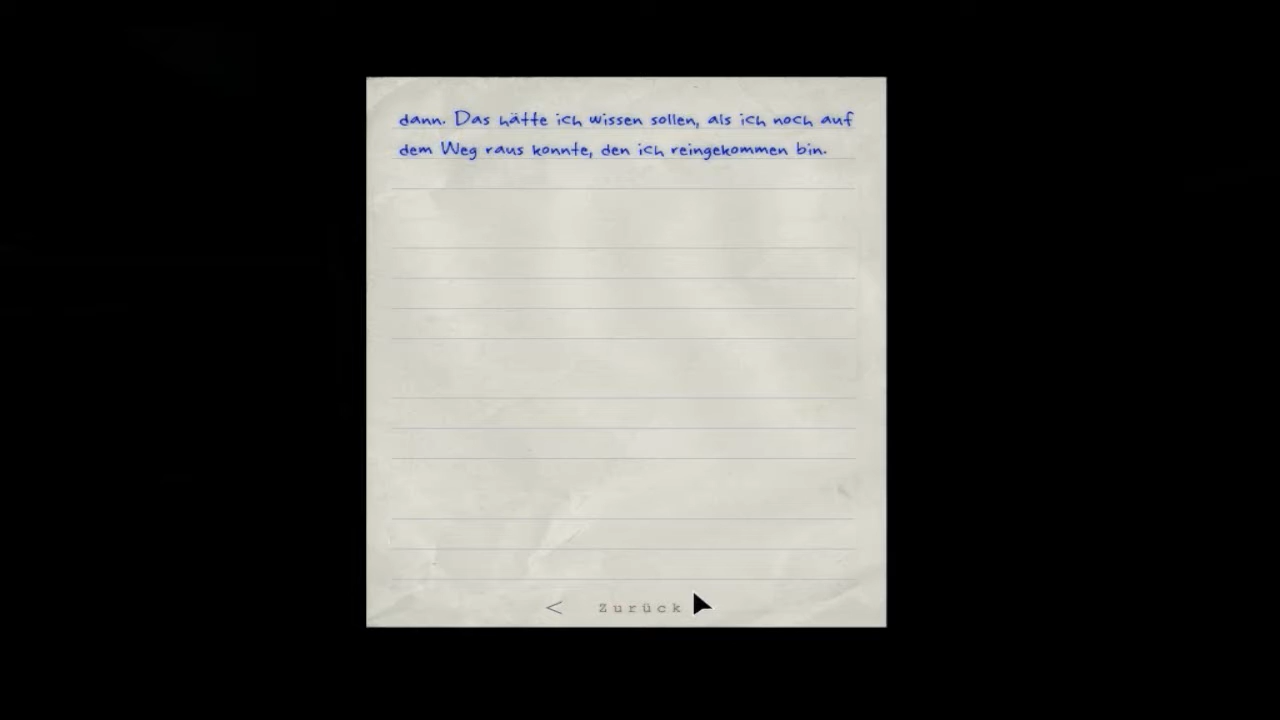 dann. Das hätte ich wissen sollen, als ich noch auf
dem Weg raus konnte, den ich reingekommen bin.
< Zurück